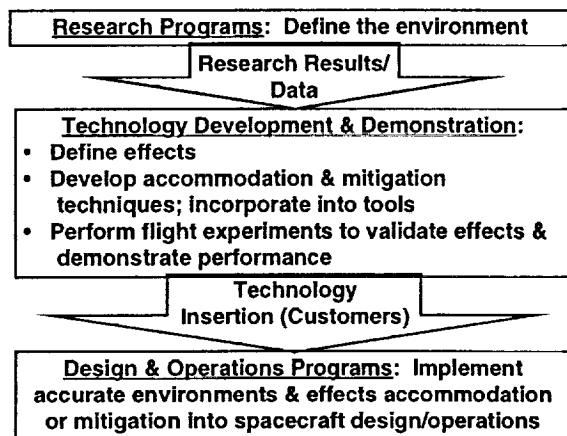 Research Programs:  Define the environment
Research Results/
Data
Technology Development & Demonstration:
• Define effects
• Develop accommodation & mitigation
techniques; incorporate into tools
• Perform flight experiments to validate effects &
demonstrate performance
Technology
Insertion (Customers)
Design & Operations Programs:  Implement
accurate environments & effects accommodation
or mitigation into spacecraft design/operations